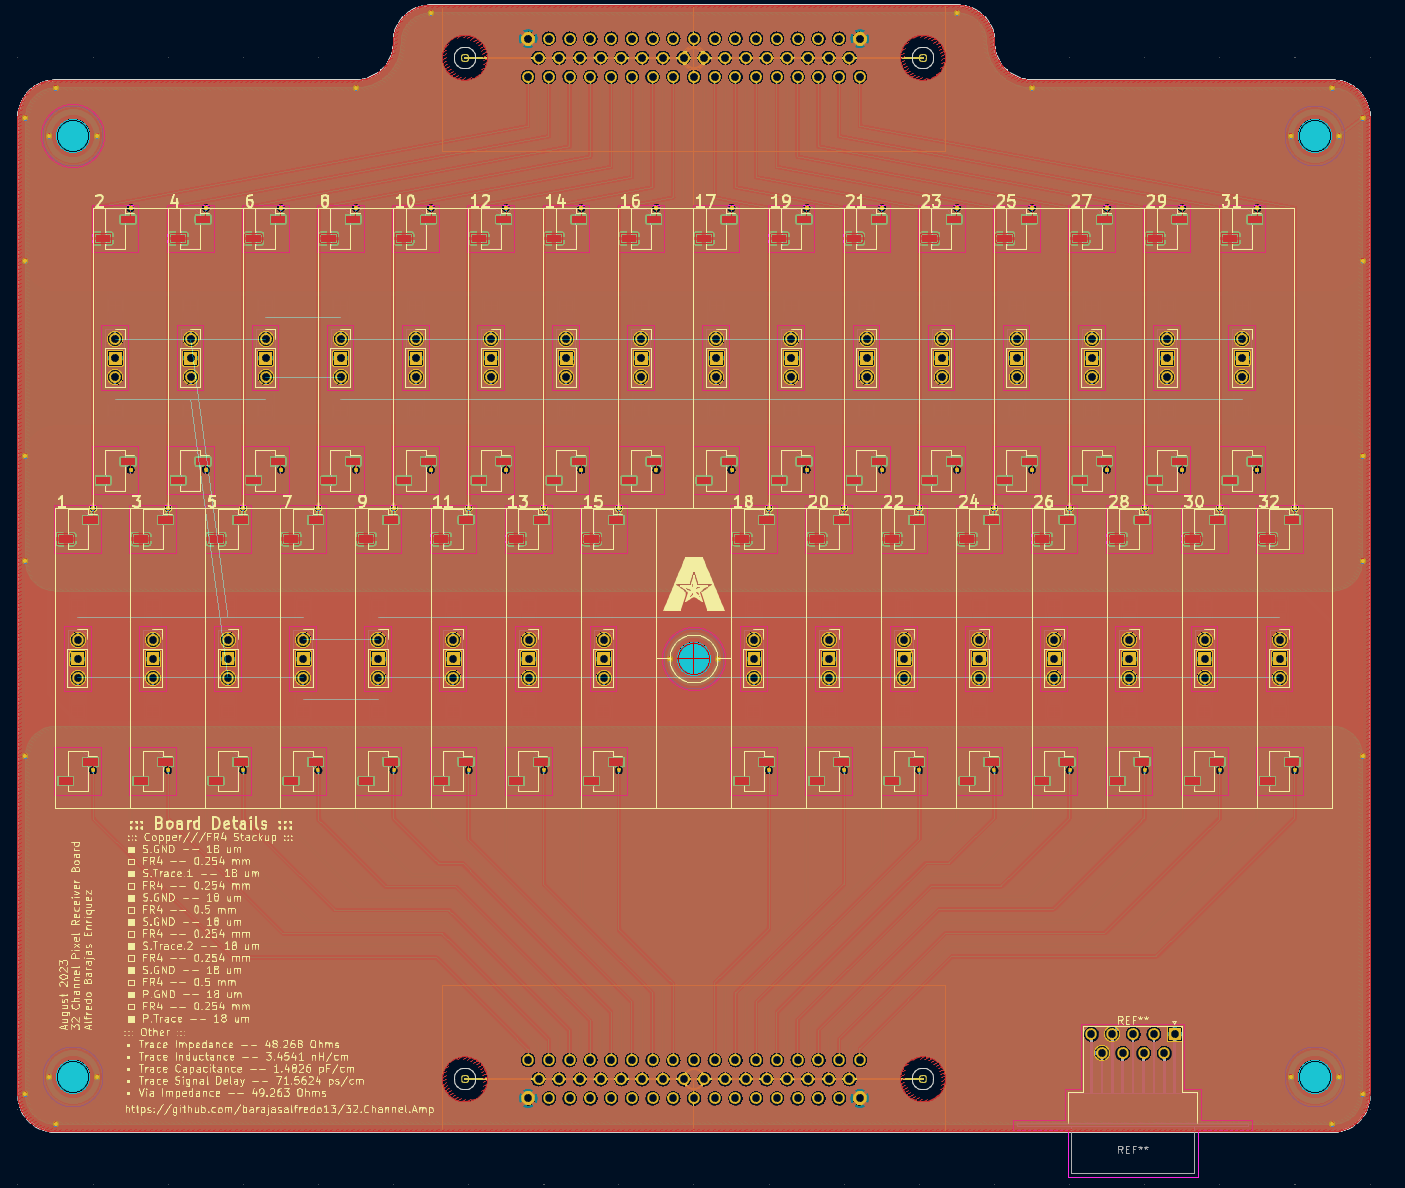 2 4 6 8 10 12 14 16 17 19 21 23 25 27 29 31
1 3 5 7 9 11 13 15 18 20 22 24 26 28 30 32
::: Board Details :::
::: Copper///FR4 Stackup :::
S.GND -- 18 um
FR4 -- 0.254 mm
S.Trace.1 -- 18 um
FR4 -- 0.254 mm
S.GND -- 18 um
FR4 -- 0.5 mm
S.GND -- 18 um
FR4 -- 0.254 mm
S.Trace.2 -- 18 um
FR4 -- 0.254 mm
S.GND -- 18 um
FR4 -- 0.5 mm
P.GND -- 18 um
FR4 -- 0.254 mm
P.Trace -- 18 um
::: Other :::
• Trace Impedance -- 48.268 Ohms
• Trace Inductance -- 3.4541 nH/cm
• Trace Capacitance -- 1.4826 pF/cm
• Trace Signal Delay -- 71.5624 ps/cm
• Via Impedance -- 49.263 Ohms
https://github.com/barajasalfredo13/32.Channel.Amp
August 2023
32 Channel Pixel Receiver Board
Alfredo Barajas Enriquez
A
REF**
REF**